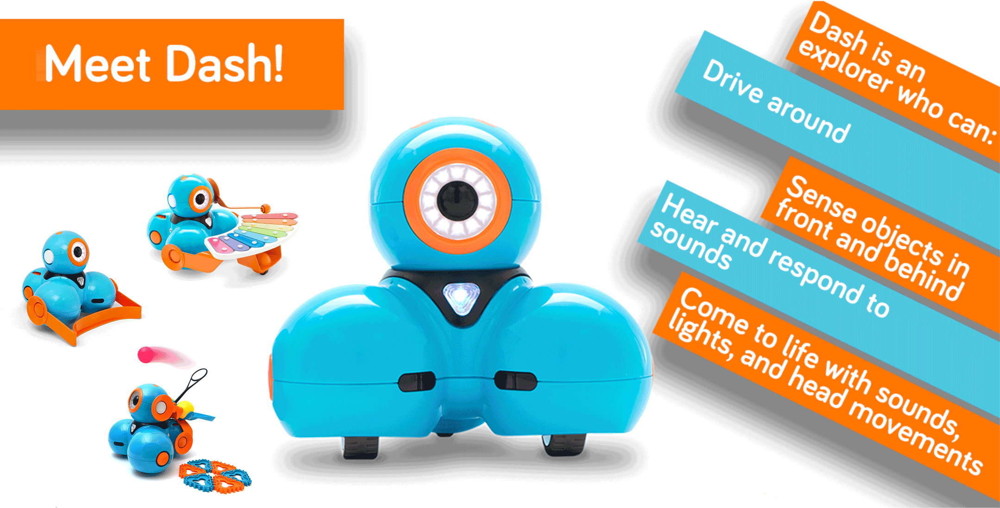 Meet Dash!
Dash is an
explorer who can:
Drive around
Sense objects in
front and behind
Hear and respond to
sounds
Come to life with sounds,
lights, and head movements